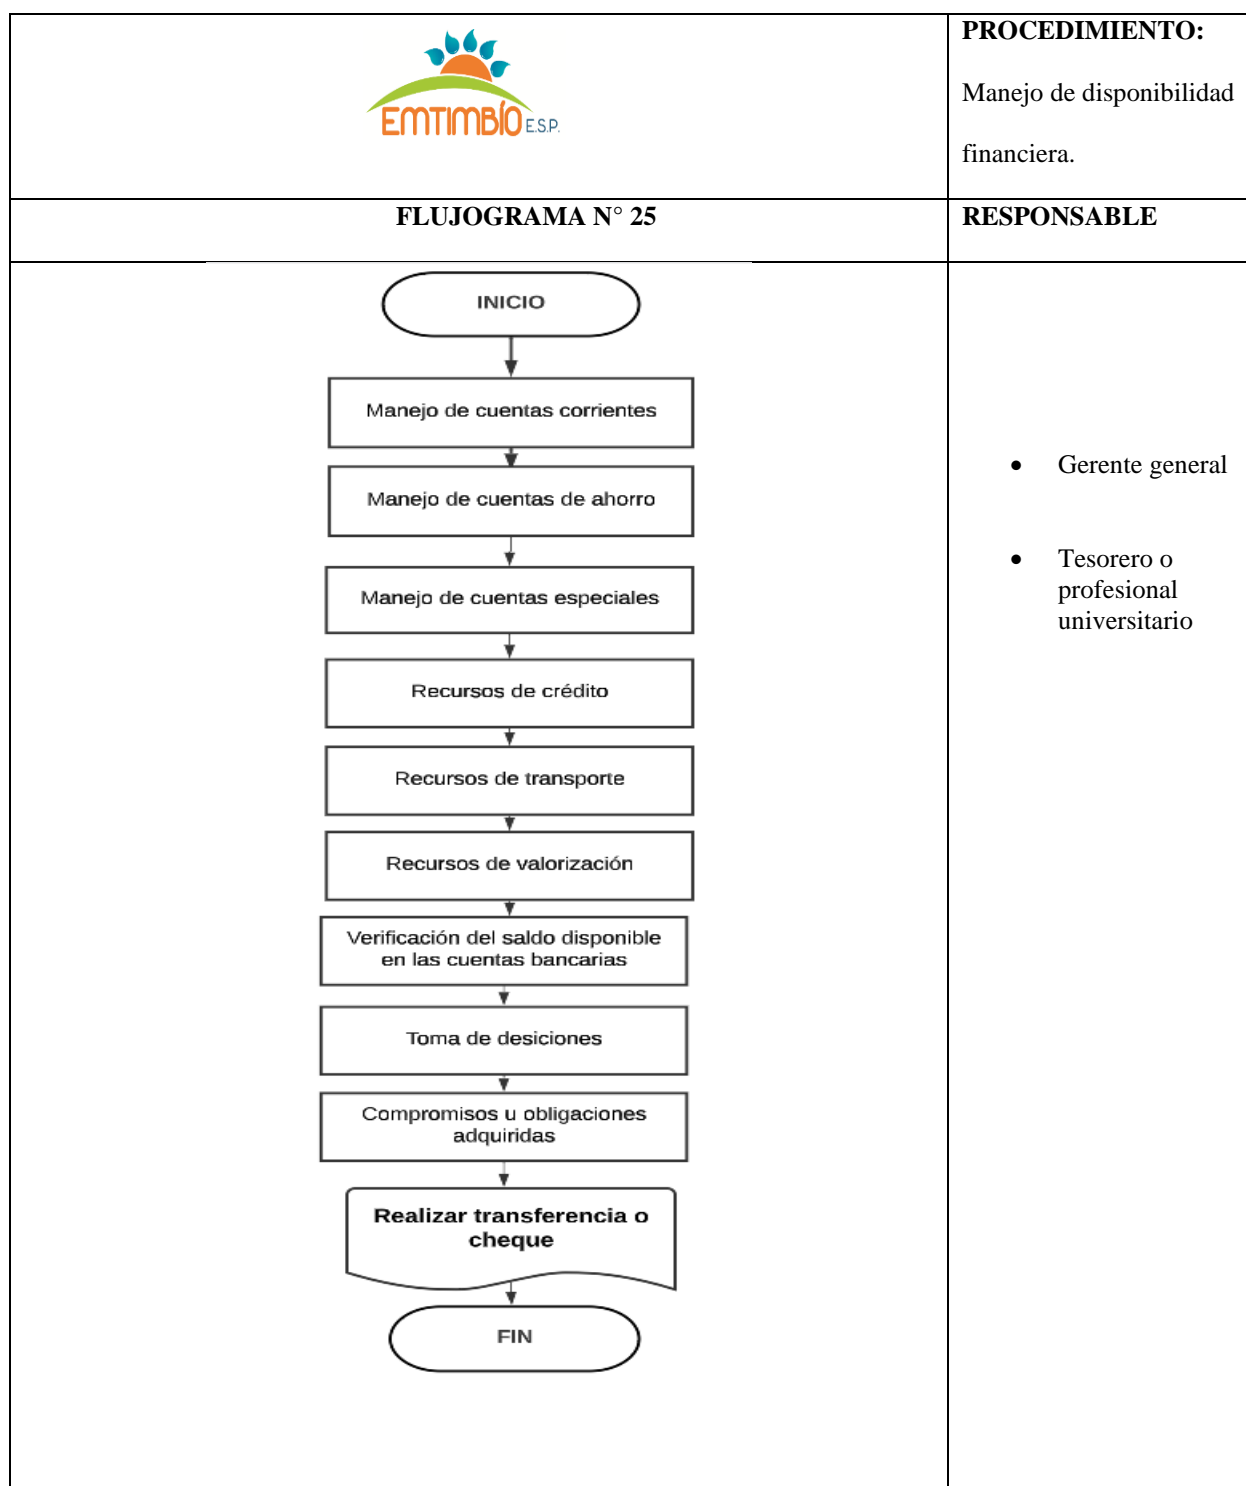 EMTIMBÍO E.S.P.
PROCEDIMIENTO:
Manejo de disponibilidad
financiera.
FLUJOGRAMA N° 25
RESPONSABLE
INICIO
Manejo de cuentas corrientes
Manejo de cuentas de ahorro
Manejo de cuentas especiales
Recursos de crédito
Recursos de transporte
Recursos de valorización
Verificación del saldo disponible
en las cuentas bancarias
Toma de desiciones
Compromisos u obligaciones
adquiridas
Realizar transferencia o
cheque
FIN
• Gerente general
• Tesorero o
profesional
universitario